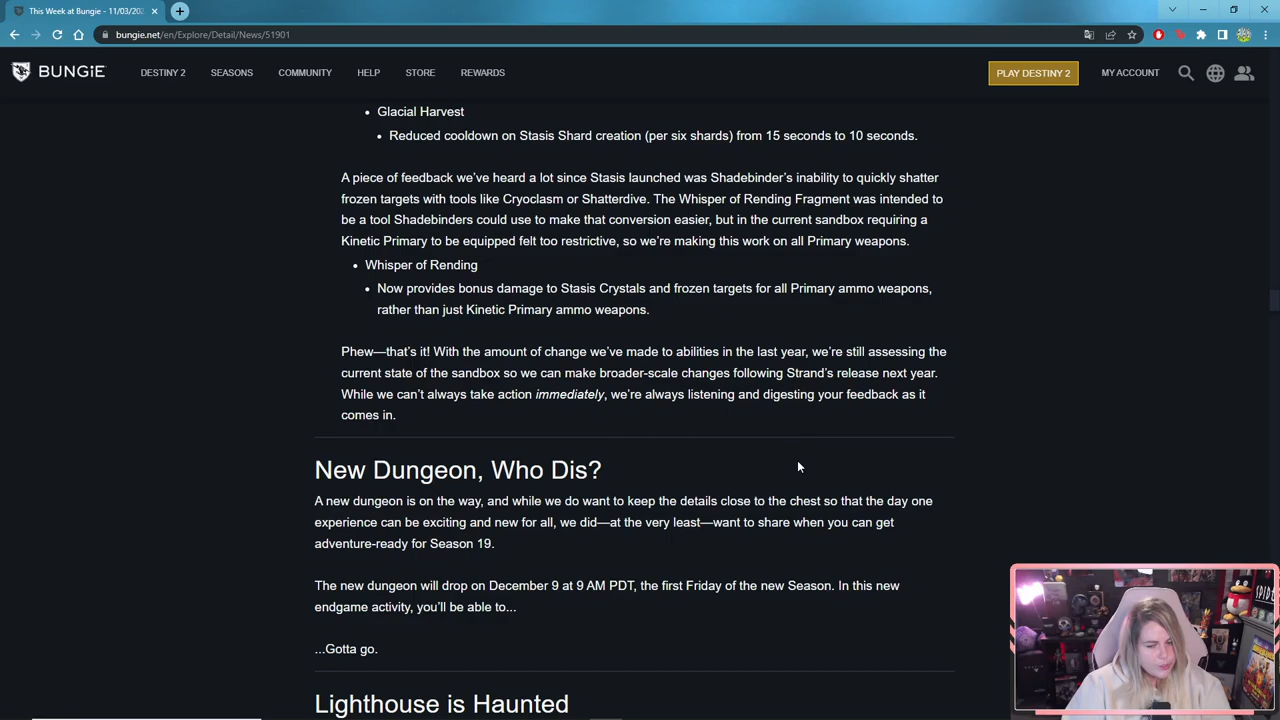 This Week at Bungie - 11/03/202
bungie.net/en/Explore/Detail/News/51901
BUNGIE
DESTINY 2
SEASONS
COMMUNITY
HELP
STORE
REWARDS
PLAY DESTINY 2
MY ACCOUNT
Glacial Harvest
Reduced cooldown on Stasis Shard creation (per six shards) from 15 seconds to 10 seconds.
A piece of feedback we've heard a lot since Stasis launched was Shadebinder's inability to quickly shatter
frozen targets with tools like Cryoclasm or Shatterdive. The Whisper of Rending Fragment was intended to
be a tool Shadebinders could use to make that conversion easier, but in the current sandbox requiring a
Kinetic Primary to be equipped felt too restrictive, so we're making this work on all Primary weapons.
Whisper of Rending
Now provides bonus damage to Stasis Crystals and frozen targets for all Primary ammo weapons,
rather than just Kinetic Primary ammo weapons.
Phew—that's it! With the amount of change we've made to abilities in the last year, we're still assessing the
current state of the sandbox so we can make broader-scale changes following Strand's release next year.
While we can't always take action immediately, we're always listening and digesting your feedback as it
comes in.
New Dungeon, Who Dis?
A new dungeon is on the way, and while we do want to keep the details close to the chest so that the day one
experience can be exciting and new for all, we did—at the very least—want to share when you can get
adventure-ready for Season 19.
The new dungeon will drop on December 9 at 9 AM PDT, the first Friday of the new Season. In this new
endgame activity, you'll be able to...
...Gotta go.
Lighthouse is Haunted